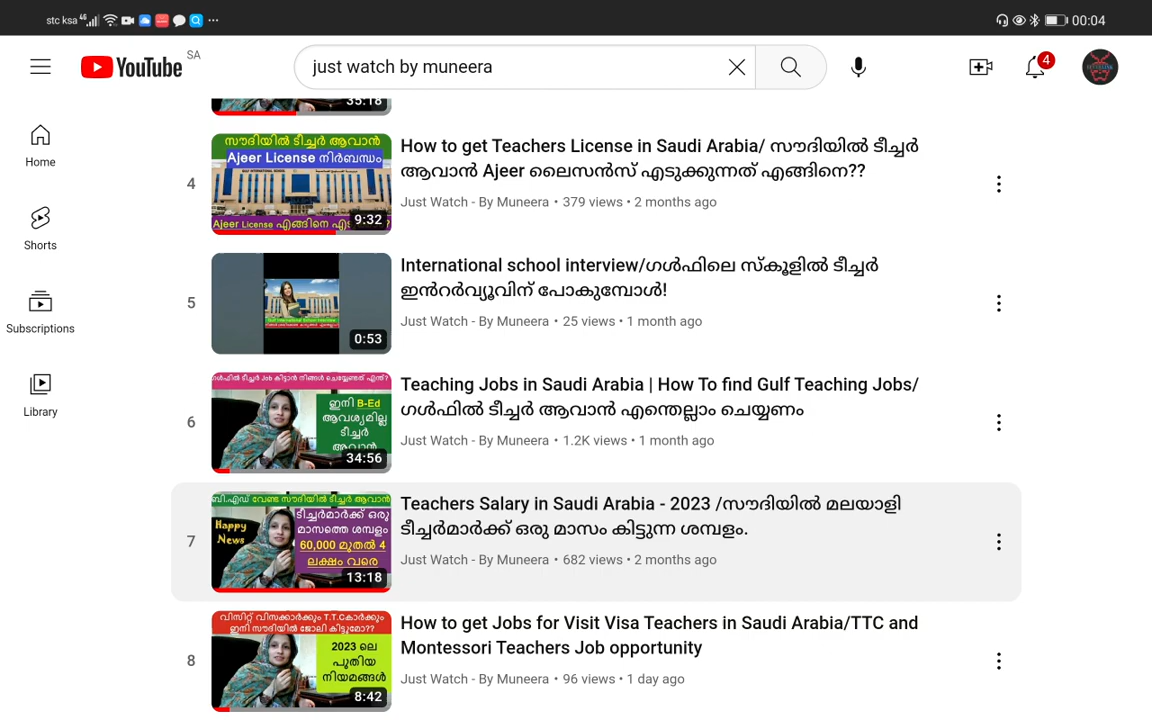 stc ksa 4G 00:04
YouTube SA
just watch by muneera
4
Home
Shorts
Subscriptions
Library
35:18
4
സൗദിയിൽ ടീച്ചർ ആവാൻ
Ajeer License നിർബന്ധം
Ajeer License എങ്ങിനെ
9:32
How to get Teachers License in Saudi Arabia/ സൗദിയിൽ ടീച്ചർ
ആവാൻ Ajeer ലൈസൻസ് എടുക്കുന്നത് എങ്ങിനെ??
Just Watch - By Muneera • 379 views • 2 months ago
5
0:53
International school interview/ഗൾഫിലെ സ്കൂളിൽ ടീച്ചർ
ഇൻറർവ്യൂവിന് പോകുമ്പോൾ!
Just Watch - By Muneera • 25 views • 1 month ago
6
ഗൾഫിൽ ടീച്ചർ Job കിട്ടാൻ നിങ്ങൾ ചെയ്യേണ്ടത് എന്ത്?
ഇനി B-Ed
ആവശ്യമില്ല
ടീച്ചർ
ആവാൻ
34:56
Teaching Jobs in Saudi Arabia | How To find Gulf Teaching Jobs/
ഗൾഫിൽ ടീച്ചർ ആവാൻ എന്തെല്ലാം ചെയ്യണം
Just Watch - By Muneera • 1.2K views • 1 month ago
7
ബി.എഡ് വേണ്ട സൗദിയിൽ ടീച്ചർ ആവാൻ
Happy
News
ടീച്ചർമാർക്ക് ഒരു
മാസത്തെ ശമ്പളം
60,000 മുതൽ 4
ലക്ഷം വരെ
13:18
Teachers Salary in Saudi Arabia - 2023 /സൗദിയിൽ മലയാളി
ടീച്ചർമാർക്ക് ഒരു മാസം കിട്ടുന്ന ശമ്പളം.
Just Watch - By Muneera • 682 views • 2 months ago
8
വിസിറ്റ് വിസക്കാർക്കും T.T.Cകാർക്കും
ഇനി സൗദിയിൽ ജോലി കിട്ടുമോ??
2023 ലെ
പുതിയ
നിയമങ്ങൾ
8:42
How to get Jobs for Visit Visa Teachers in Saudi Arabia/TTC and
Montessori Teachers Job opportunity
Just Watch - By Muneera • 96 views • 1 day ago